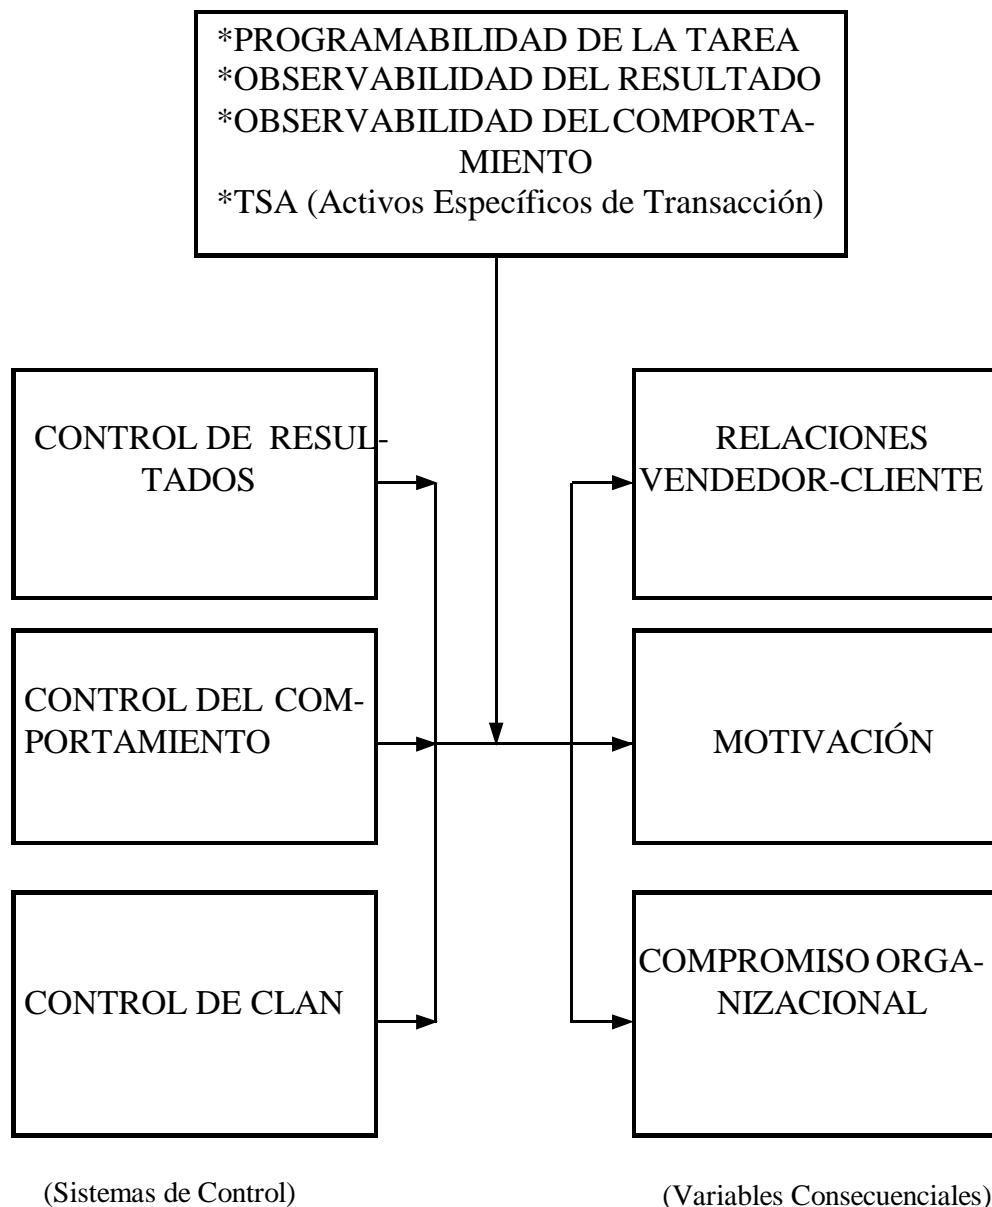 *PROGRAMABILIDAD DE LA TAREA
*OBSERVABILIDAD DEL RESULTADO
*OBSERVABILIDAD DEL COMPORTA-
MIENTO
*TSA (Activos Específicos de Transacción)
CONTROL DE RESUL-
TADOS
RELACIONES
VENDEDOR-CLIENTE
CONTROL DEL COM-
PORTAMIENTO
MOTIVACIÓN
CONTROL DE CLAN
COMPROMISO ORGA-
NIZACIONAL
(Sistemas de Control)
(Variables Consecuenciales)